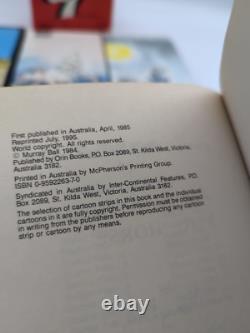 First published in Australia, April, 1985
Reprinted July, 1995.
World copyright. All rights reserved.
© Murray Ball 1984.
Published by Orin Books, P.O. Box 2069, St. Kilda West, Victoria,
Australia 3182.
Printed in Australia by McPherson's Printing Group.
ISBN 0-9592263-7-0
Syndicated in Australia by Inter-Continental Features, P.O.
Box 2089, St. Kilda West, Victoria, Australia 3182.
The selection of cartoon strips in this book and the individual
cartoons in it are fully copyright. Permission must be obtained
in writing from the publishers before reproducing any cartoon
strip or cartoon by any means.
ebay